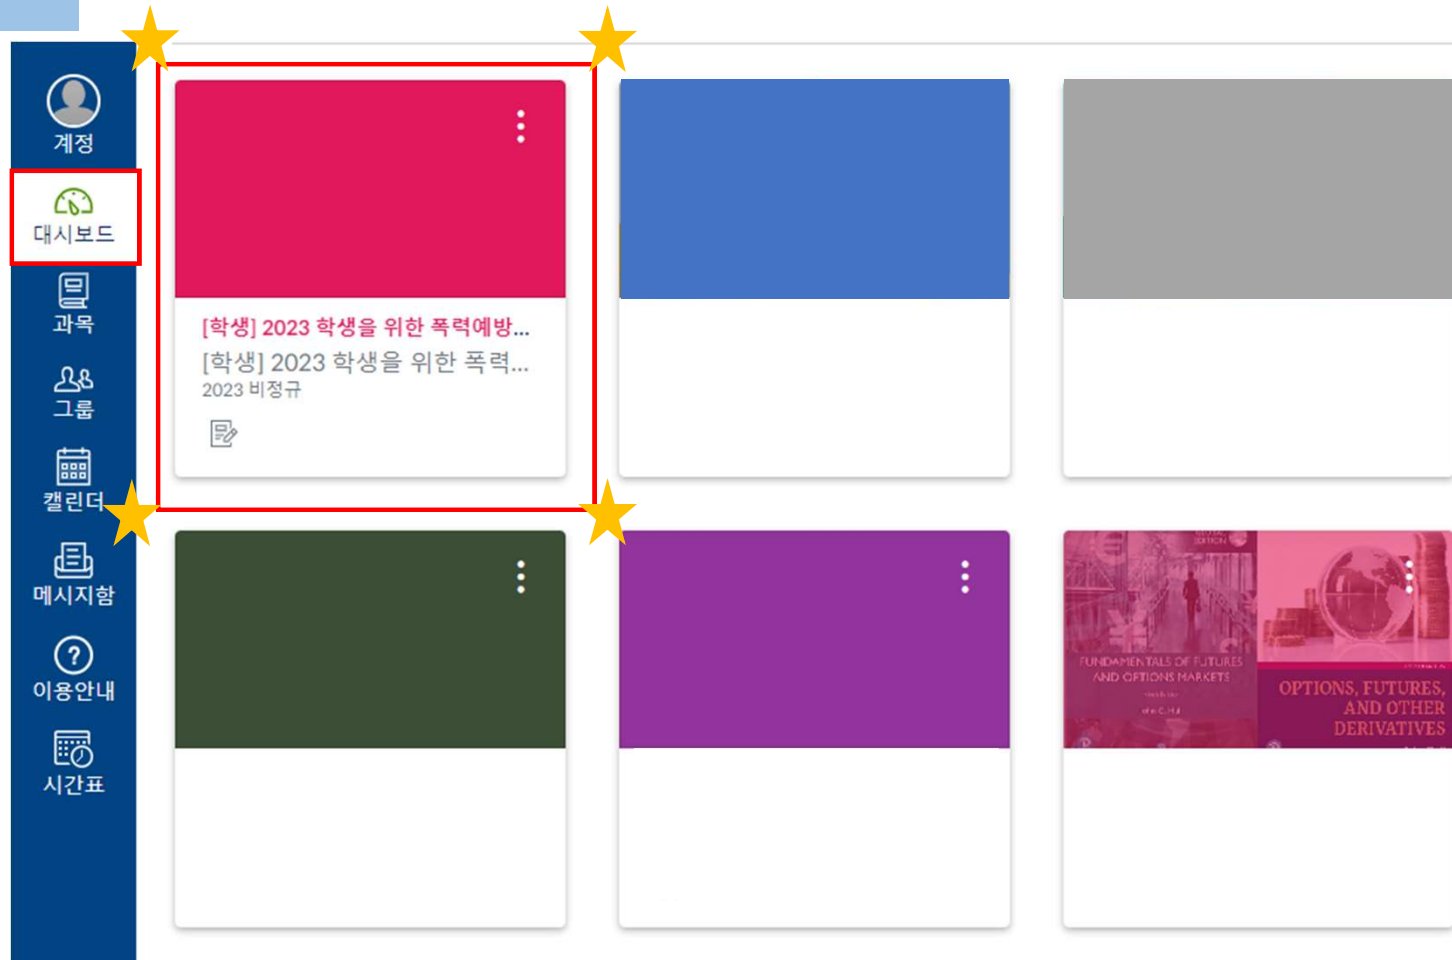 계정
대시보드
과목
그룹
캘린더
메시지함
이용안내
시간표
[학생] 2023 학생을 위한 폭력예방...
[학생] 2023 학생을 위한 폭력...
2023 비정규
EDITION
FUNDAMENTALS OF FUTURES
AND OPTIONS MARKETS
OPTIONS, FUTURES,
AND OTHER
DERIVATIVES